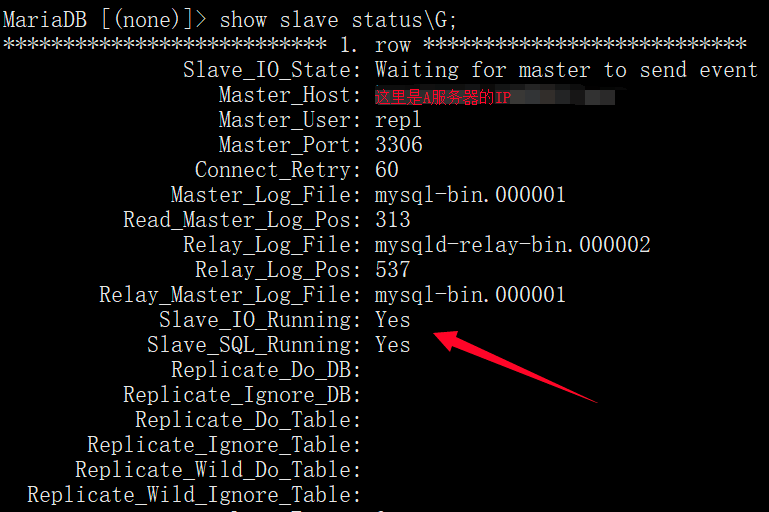 MariaDB [(none)]> show slave status\G;
*************************** 1. row ***************************
Slave_IO_State: Waiting for master to send event
Master_Host: 这里是A服务器的IP
Master_User: repl
Master_Port: 3306
Connect_Retry: 60
Master_Log_File: mysql-bin.000001
Read_Master_Log_Pos: 313
Relay_Log_File: mysqld-relay-bin.000002
Relay_Log_Pos: 537
Relay_Master_Log_File: mysql-bin.000001
Slave_IO_Running: Yes
Slave_SQL_Running: Yes
Replicate_Do_DB:
Replicate_Ignore_DB:
Replicate_Do_Table:
Replicate_Ignore_Table:
Replicate_Wild_Do_Table:
Replicate_Wild_Ignore_Table: